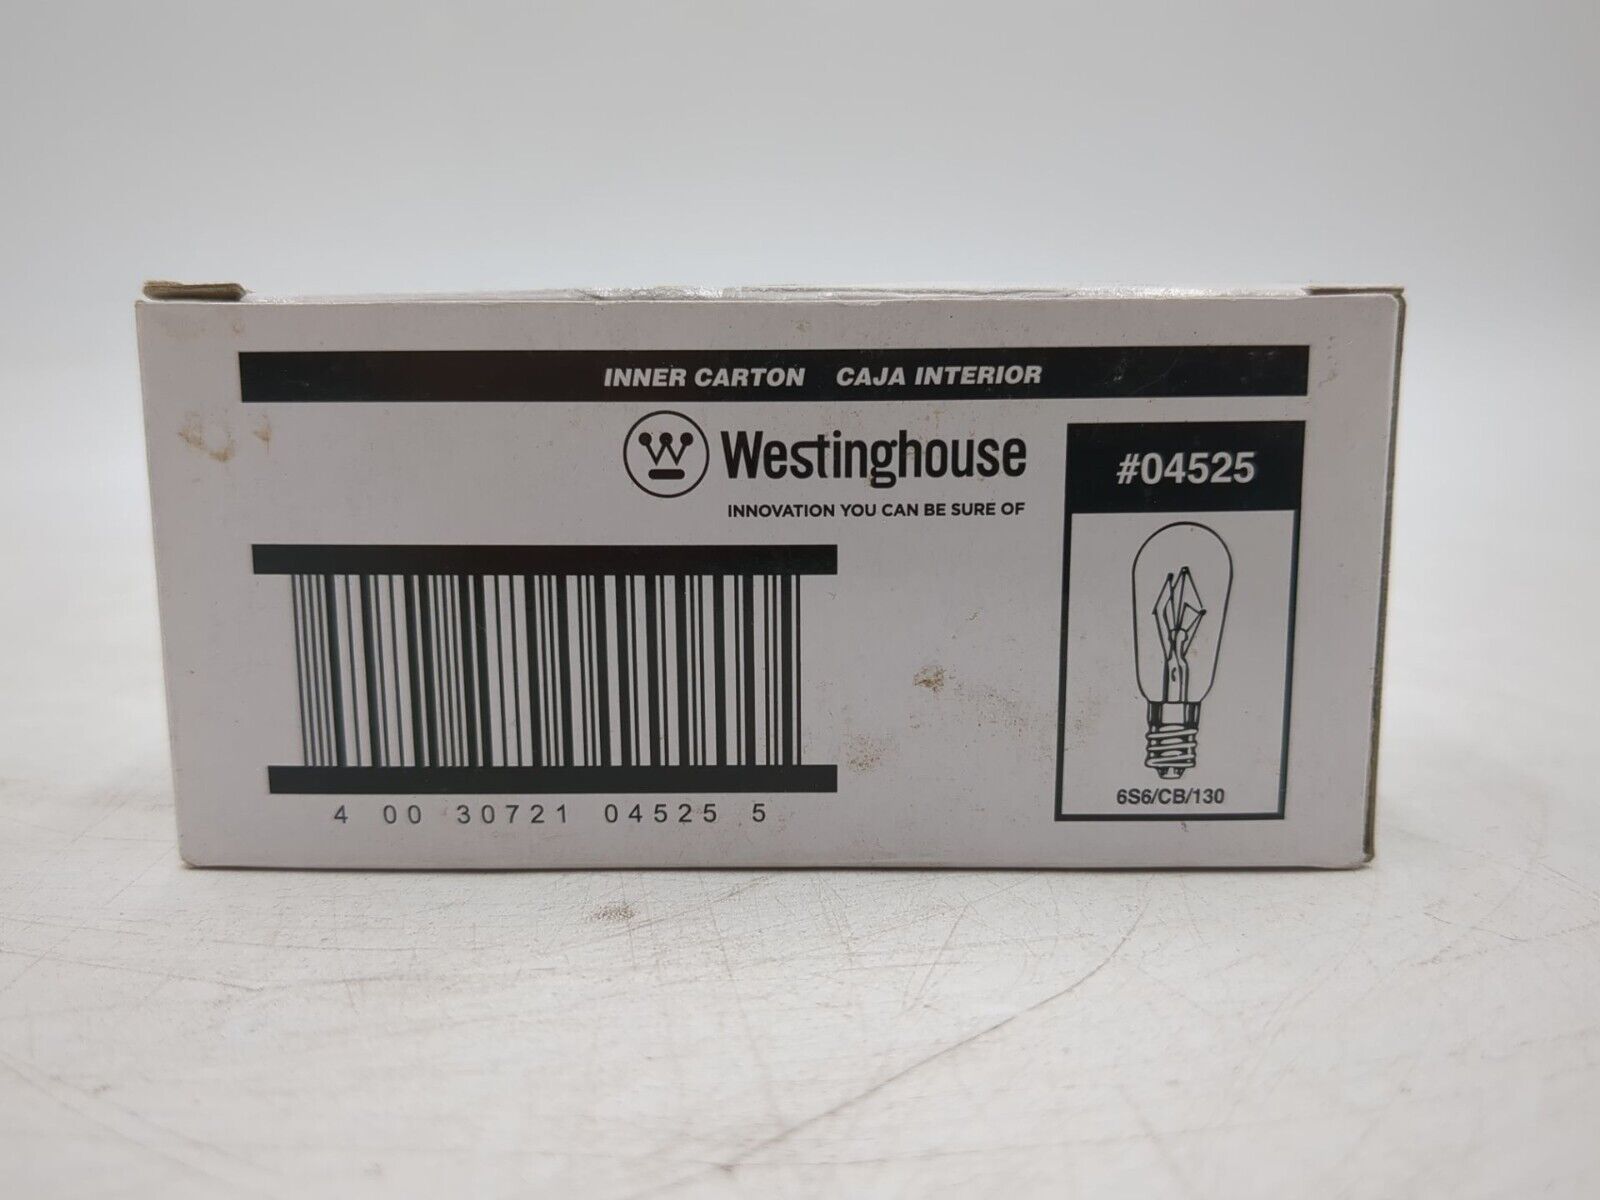 INNER CARTON CAJA INTERIOR
Westinghouse
INNOVATION YOU CAN BE SURE OF
#04525
6S6/CB/130
4 00 30721 04525 5